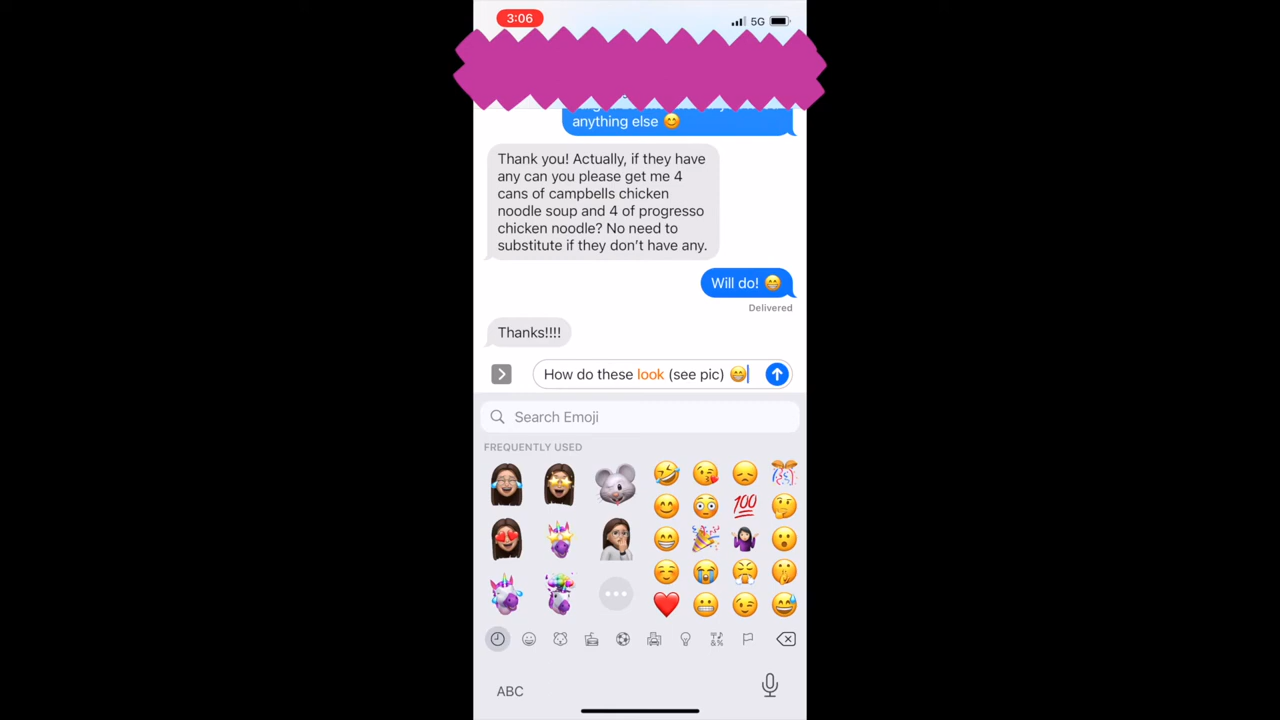 3:06
5G
anything else 😊
Thank you! Actually, if they have
any can you please get me 4
cans of campbells chicken
noodle soup and 4 of progresso
chicken noodle? No need to
substitute if they don't have any.
Will do! 😁
Delivered
Thanks!!!!
How do these look (see pic) 😁
Search Emoji
FREQUENTLY USED
100
ABC